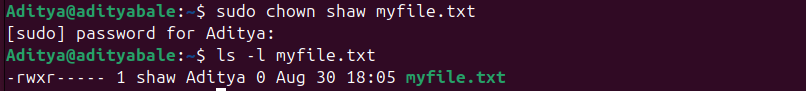 Aditya@adityabale:~$ sudo chown shaw myfile.txt
[sudo] password for Aditya:
Aditya@adityabale:~$ ls -l myfile.txt
-rwxr----- 1 shaw Aditya 0 Aug 30 18:05 myfile.txt